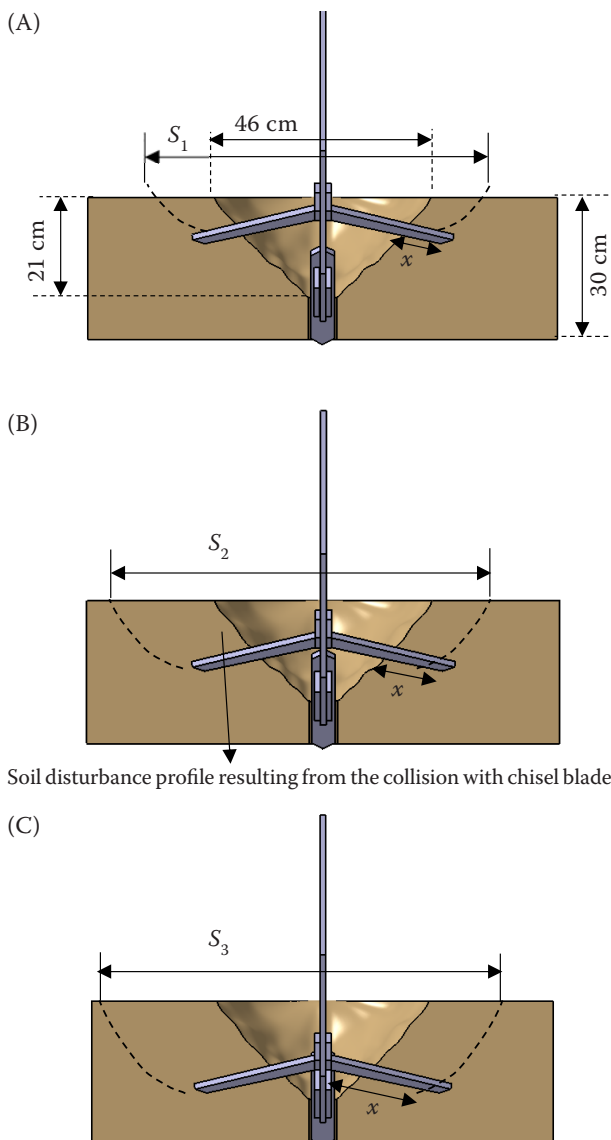 (A)
46 cm
S₁
21 cm
x
30 cm
(B)
S₂
x
Soil disturbance profile resulting from the collision with chisel blade
(C)
S₃
x